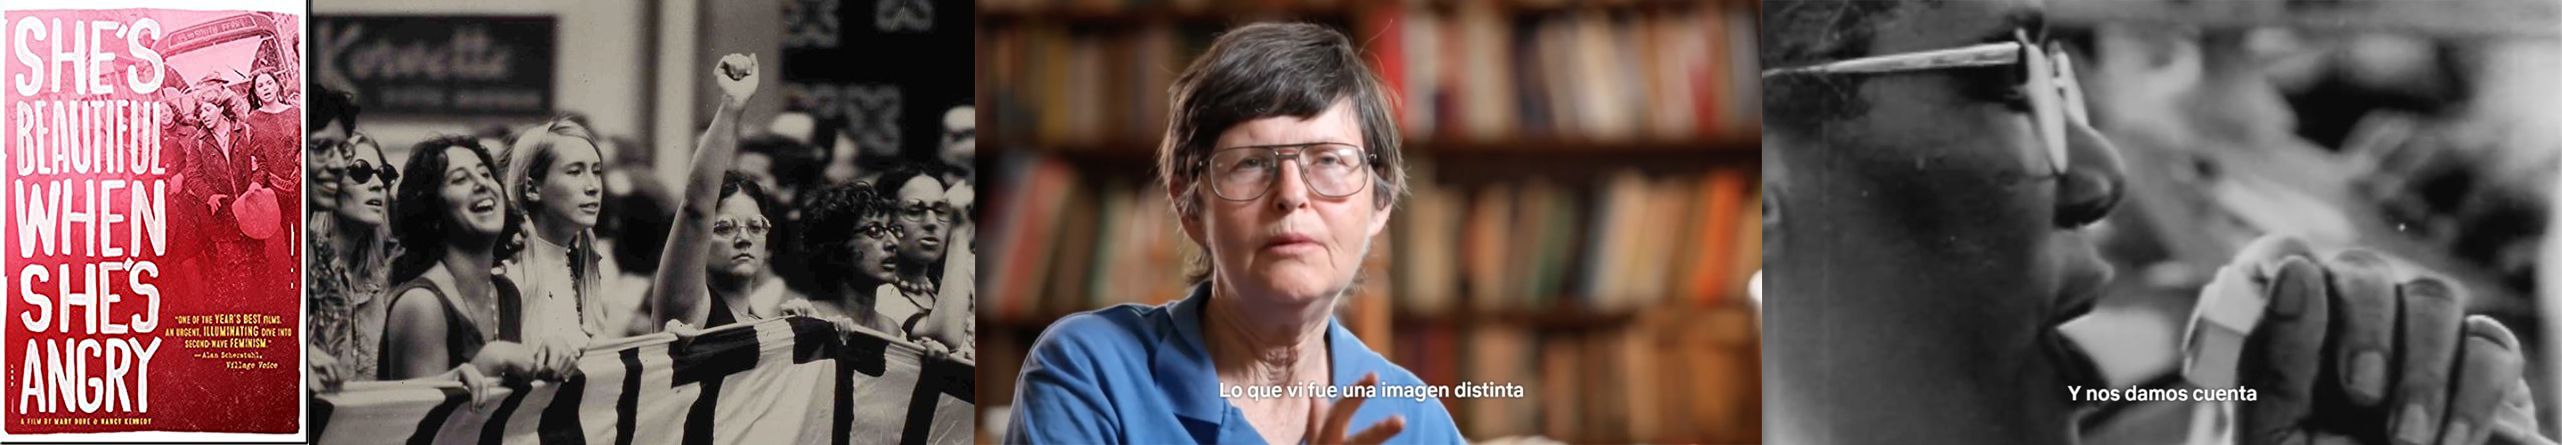 SHE'S
BEAUTIFUL
WHEN
SHE'S
ANGRY
"ONE OF THE YEAR'S BEST FILMS.
AN URGENT, ILLUMINATING DIVE INTO
SECOND-WAVE FEMINISM."
—Alan Scherstuhl,
Village Voice
A FILM BY MARY DORE & NANCY KENNEDY
Korvette
Lo que vi fue una imagen distinta
Y nos damos cuenta